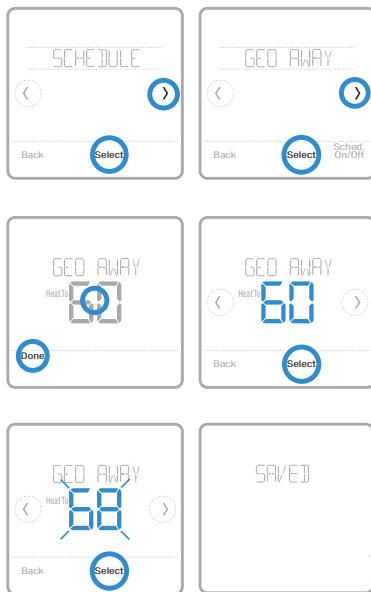 SCHEDULE
Back Select
GEO AWAY
Back Select Sched. On/Off
GEO AWAY
Heat To 60
Done
GEO AWAY
Heat To 60
Back Select
GEO AWAY
Heat To 68
Back Select
SAVED